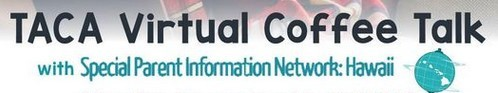 TACA Virtual Coffee Talk
with Special Parent Information Network: Hawaii